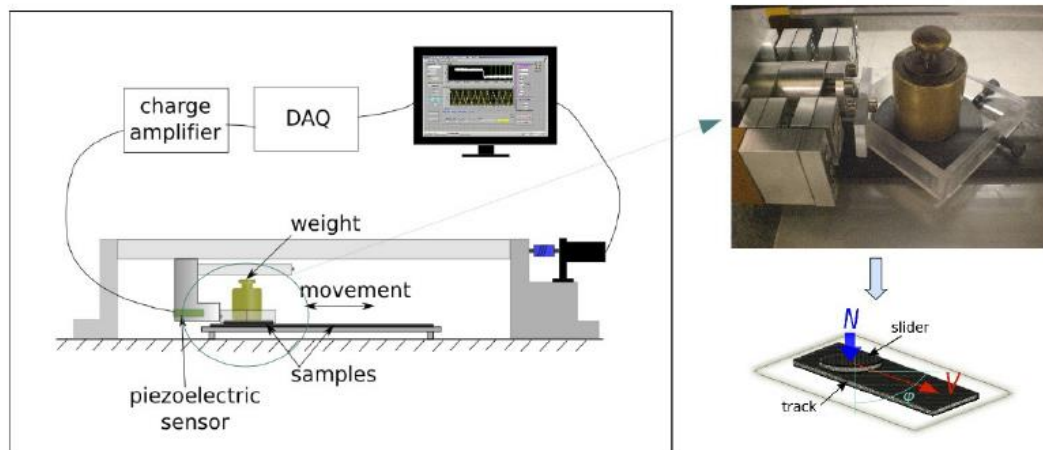 charge
amplifier
DAQ
weight
movement
samples
piezoelectric
sensor
N
slider
V
φ
track